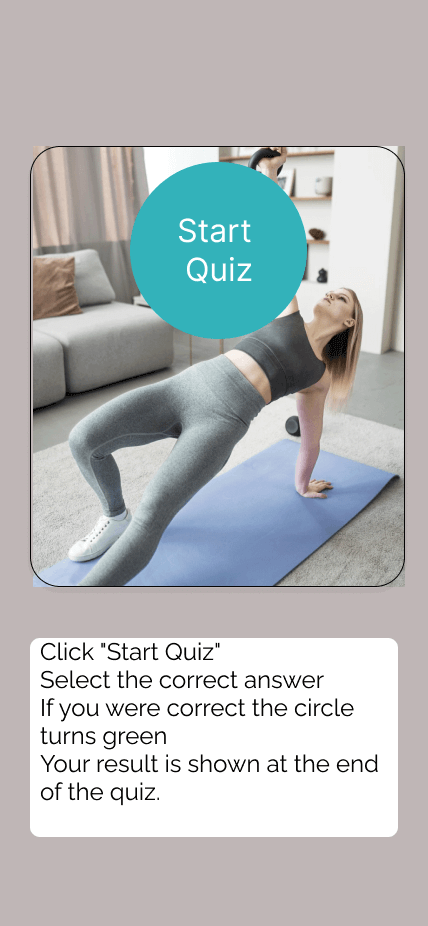 Start
Quiz
Click "Start Quiz"
Select the correct answer
If you were correct the circle
turns green
Your result is shown at the end
of the quiz.